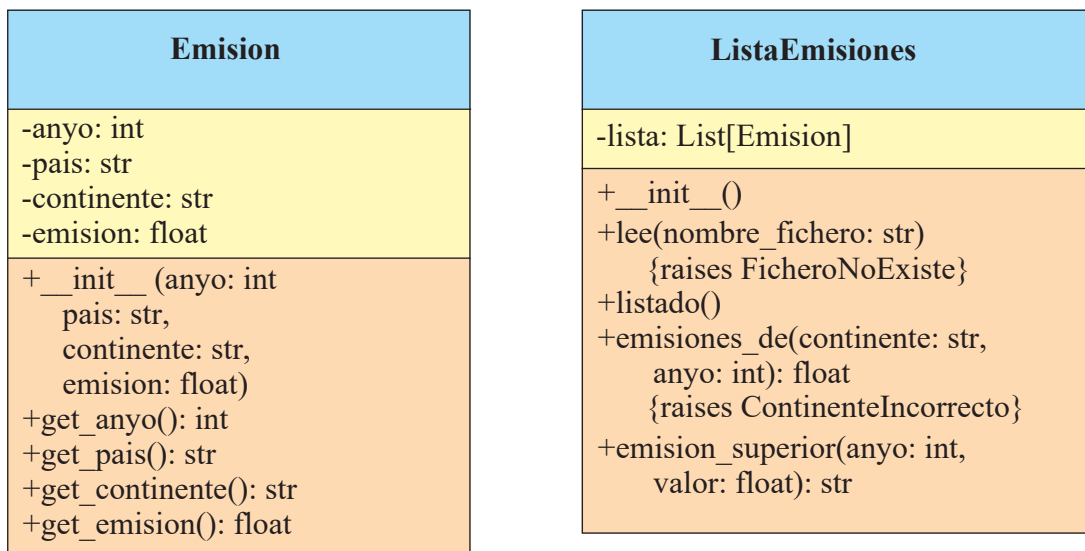 Emision
-anyo: int
-pais: str
-continente: str
-emision: float
+__init__ (anyo: int
pais: str,
continente: str,
emision: float)
+get_anyo(): int
+get_pais(): str
+get_continente(): str
+get_emision(): float
ListaEmisiones
-lista: List[Emision]
+__init__()
+lee(nombre_fichero: str)
{raises FicheroNoExiste}
+listado()
+emisiones_de(continente: str,
anyo: int): float
{raises ContinenteIncorrecto}
+emision_superior(anyo: int,
valor: float): str